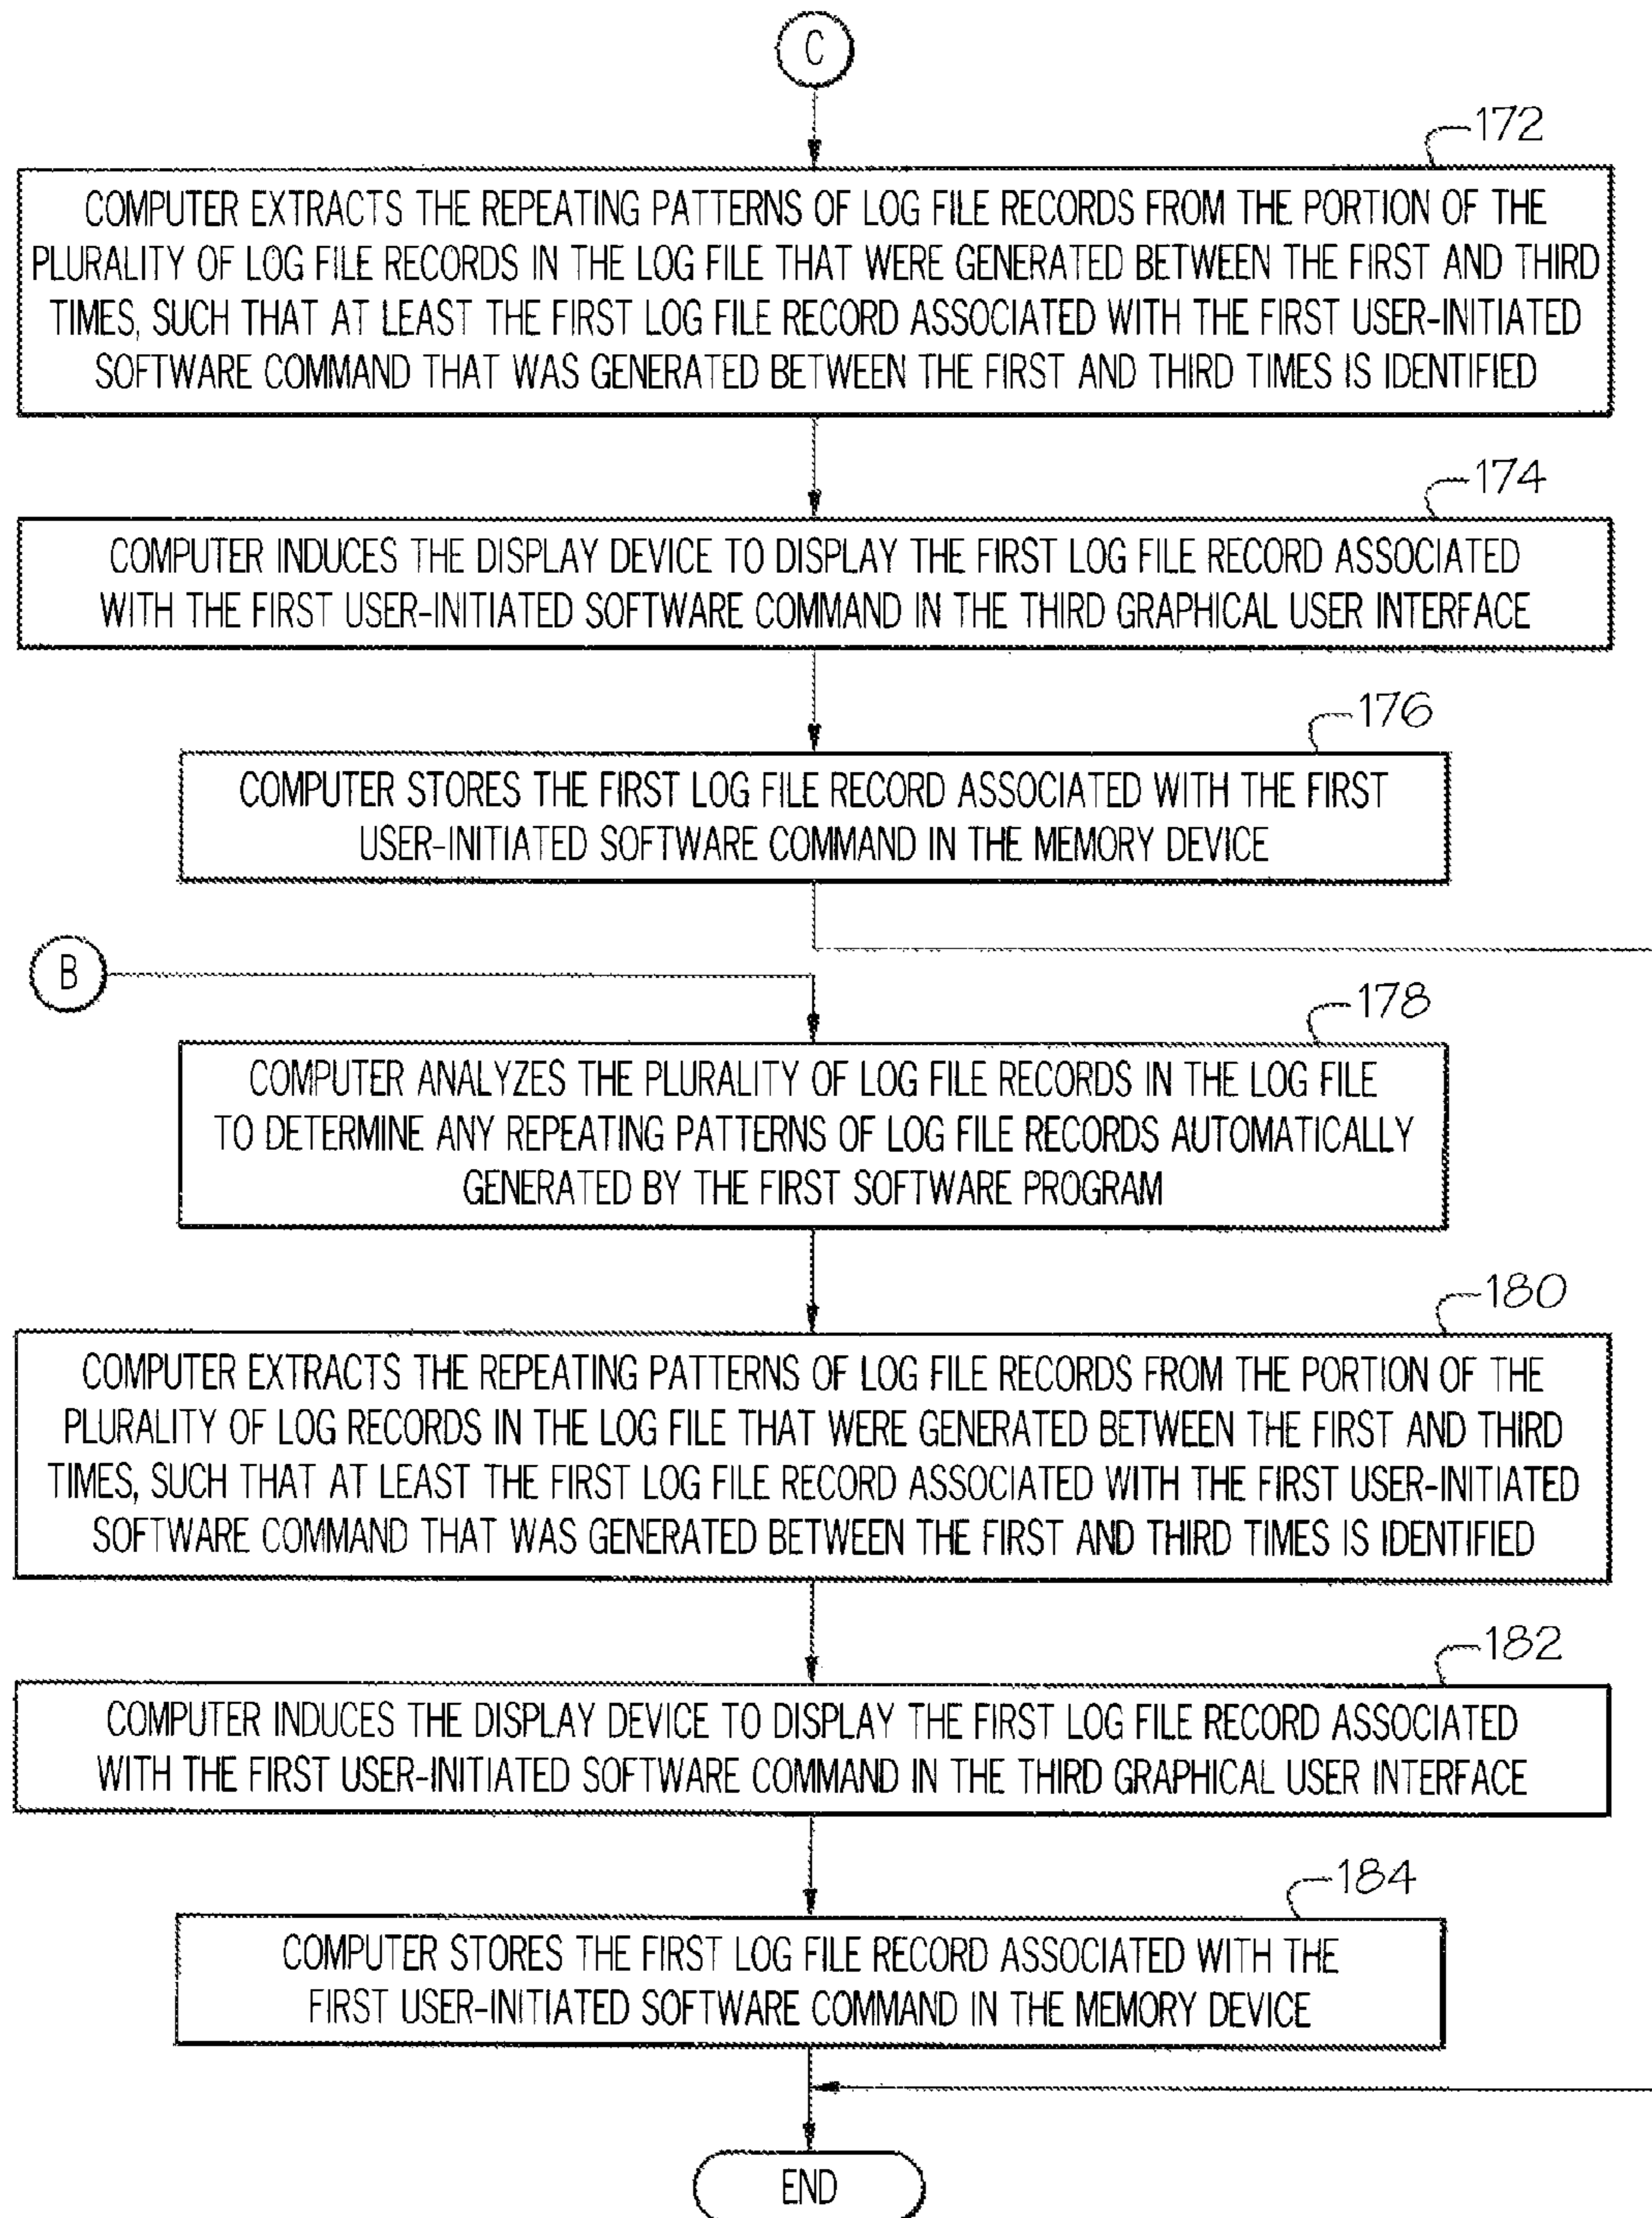 C
172
COMPUTER EXTRACTS THE REPEATING PATTERNS OF LOG FILE RECORDS FROM THE PORTION OF THE
PLURALITY OF LOG FILE RECORDS IN THE LOG FILE THAT WERE GENERATED BETWEEN THE FIRST AND THIRD
TIMES, SUCH THAT AT LEAST THE FIRST LOG FILE RECORD ASSOCIATED WITH THE FIRST USER-INITIATED
SOFTWARE COMMAND THAT WAS GENERATED BETWEEN THE FIRST AND THIRD TIMES IS IDENTIFIED
174
COMPUTER INDUCES THE DISPLAY DEVICE TO DISPLAY THE FIRST LOG FILE RECORD ASSOCIATED
WITH THE FIRST USER-INITIATED SOFTWARE COMMAND IN THE THIRD GRAPHICAL USER INTERFACE
176
COMPUTER STORES THE FIRST LOG FILE RECORD ASSOCIATED WITH THE FIRST
USER-INITIATED SOFTWARE COMMAND IN THE MEMORY DEVICE
B
178
COMPUTER ANALYZES THE PLURALITY OF LOG FILE RECORDS IN THE LOG FILE
TO DETERMINE ANY REPEATING PATTERNS OF LOG FILE RECORDS AUTOMATICALLY
GENERATED BY THE FIRST SOFTWARE PROGRAM
180
COMPUTER EXTRACTS THE REPEATING PATTERNS OF LOG FILE RECORDS FROM THE PORTION OF THE
PLURALITY OF LOG RECORDS IN THE LOG FILE THAT WERE GENERATED BETWEEN THE FIRST AND THIRD
TIMES, SUCH THAT AT LEAST THE FIRST LOG FILE RECORD ASSOCIATED WITH THE FIRST USER-INITIATED
SOFTWARE COMMAND THAT WAS GENERATED BETWEEN THE FIRST AND THIRD TIMES IS IDENTIFIED
182
COMPUTER INDUCES THE DISPLAY DEVICE TO DISPLAY THE FIRST LOG FILE RECORD ASSOCIATED
WITH THE FIRST USER-INITIATED SOFTWARE COMMAND IN THE THIRD GRAPHICAL USER INTERFACE
184
COMPUTER STORES THE FIRST LOG FILE RECORD ASSOCIATED WITH THE
FIRST USER-INITIATED SOFTWARE COMMAND IN THE MEMORY DEVICE
END